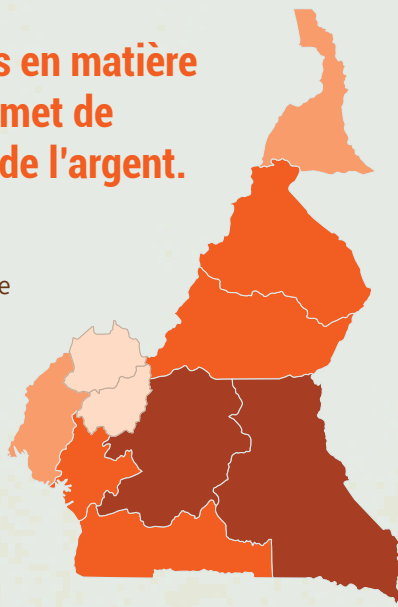 s en matière
met de
de l'argent.
e